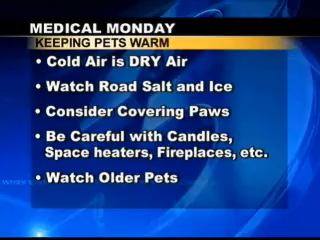 MEDICAL MONDAY
KEEPING PETS WARM
• Cold Air is DRY Air
• Watch Road Salt and Ice
• Consider Covering Paws
• Be Careful with Candles,
Space heaters, Fireplaces, etc.
• Watch Older Pets